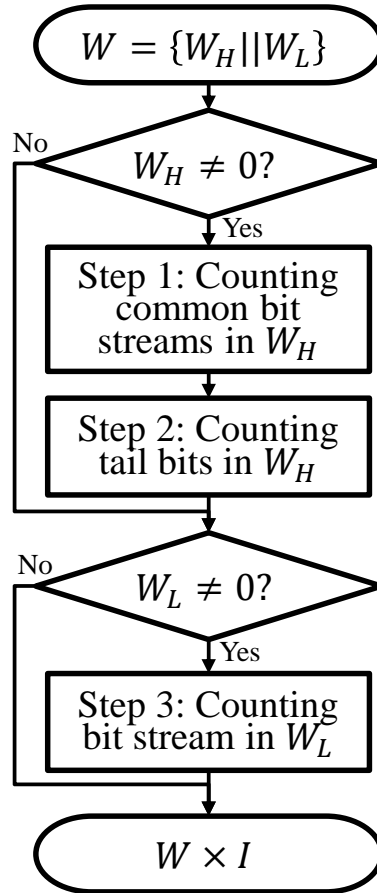 W = {W_H||W_L}
W_H ≠ 0?
No
Yes
Step 1: Counting
common bit
streams in W_H
Step 2: Counting
tail bits in W_H
W_L ≠ 0?
No
Yes
Step 3: Counting
bit stream in W_L
W × I